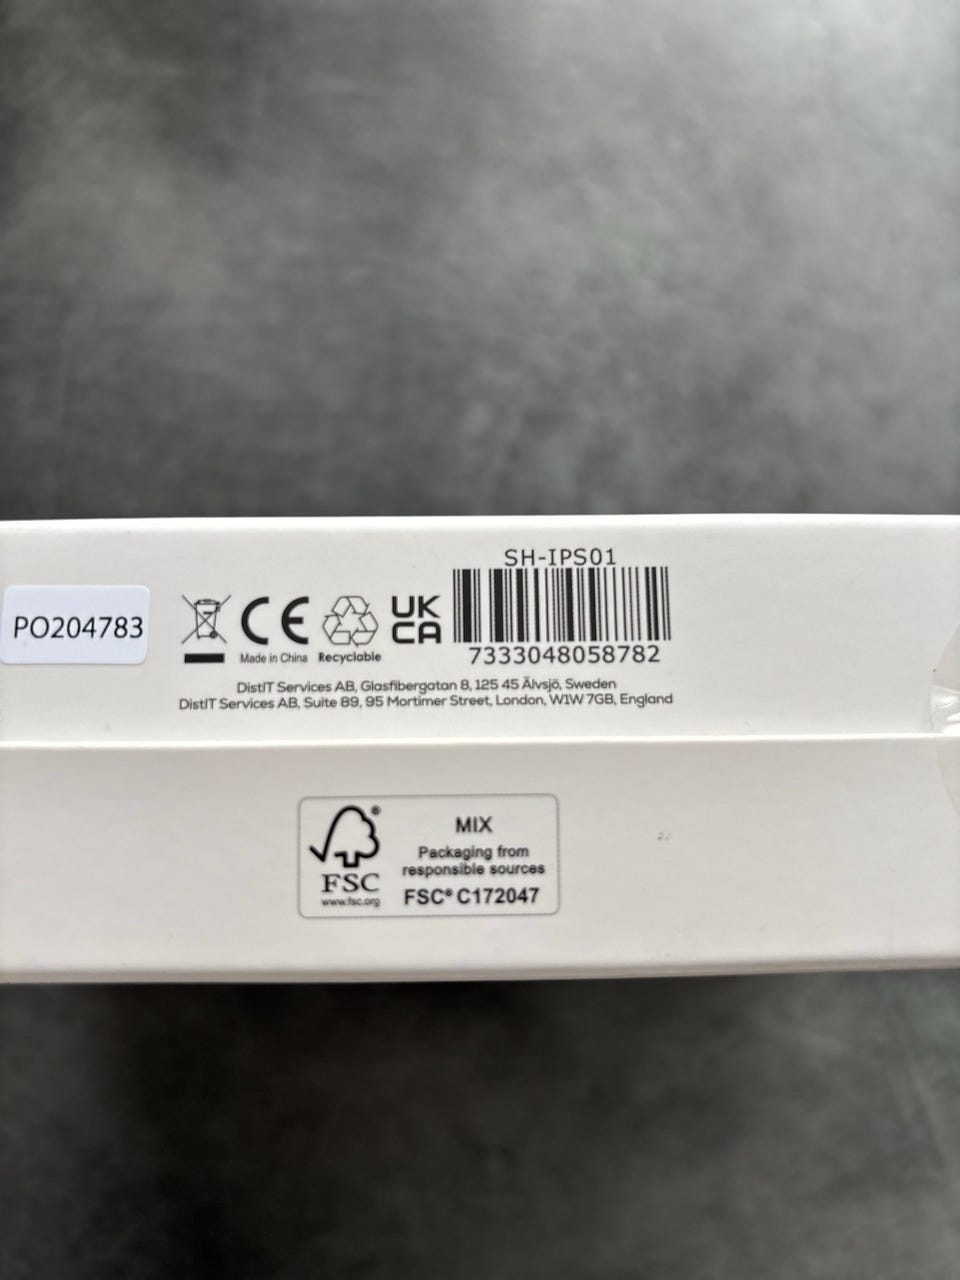 SH-IPS01
PO204783
CE
UK
CA
Made in China
Recyclable
7333048058782
DistIT Services AB, Glasfibergatan 8, 125 45 Älvsjö, Sweden
DistIT Services AB, Suite 89, 95 Mortimer Street, London, W1W 7GB, England
®
FSC
www.fsc.org
MIX
Packaging from
responsible sources
FSC® C172047